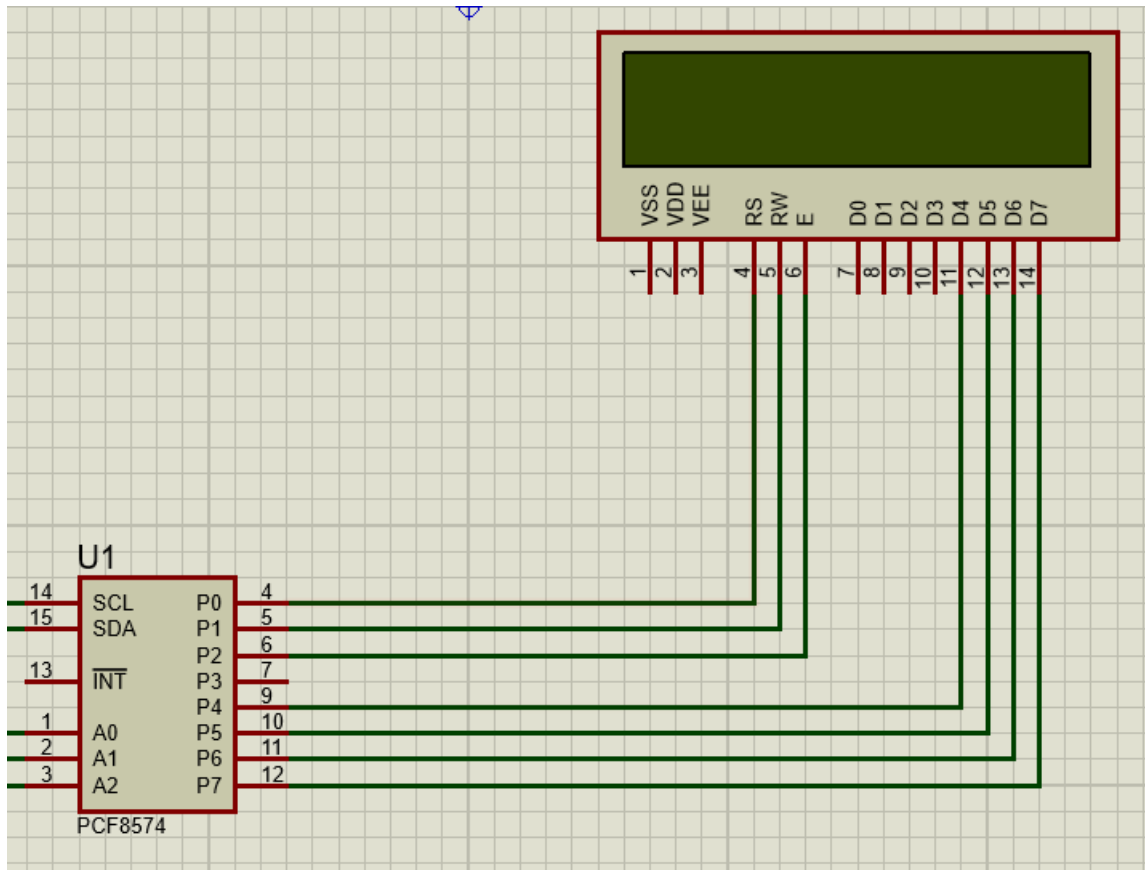 VSS VDD VEE RS RW E D0 D1 D2 D3 D4 D5 D6 D7
1 2 3 4 5 6 7 8 9 10 11 12 13 14
U1
14 SCL P0 4
15 SDA P1 5
P2 6
13 INT P3 7
P4 9
1 A0 P5 10
2 A1 P6 11
3 A2 P7 12
PCF8574